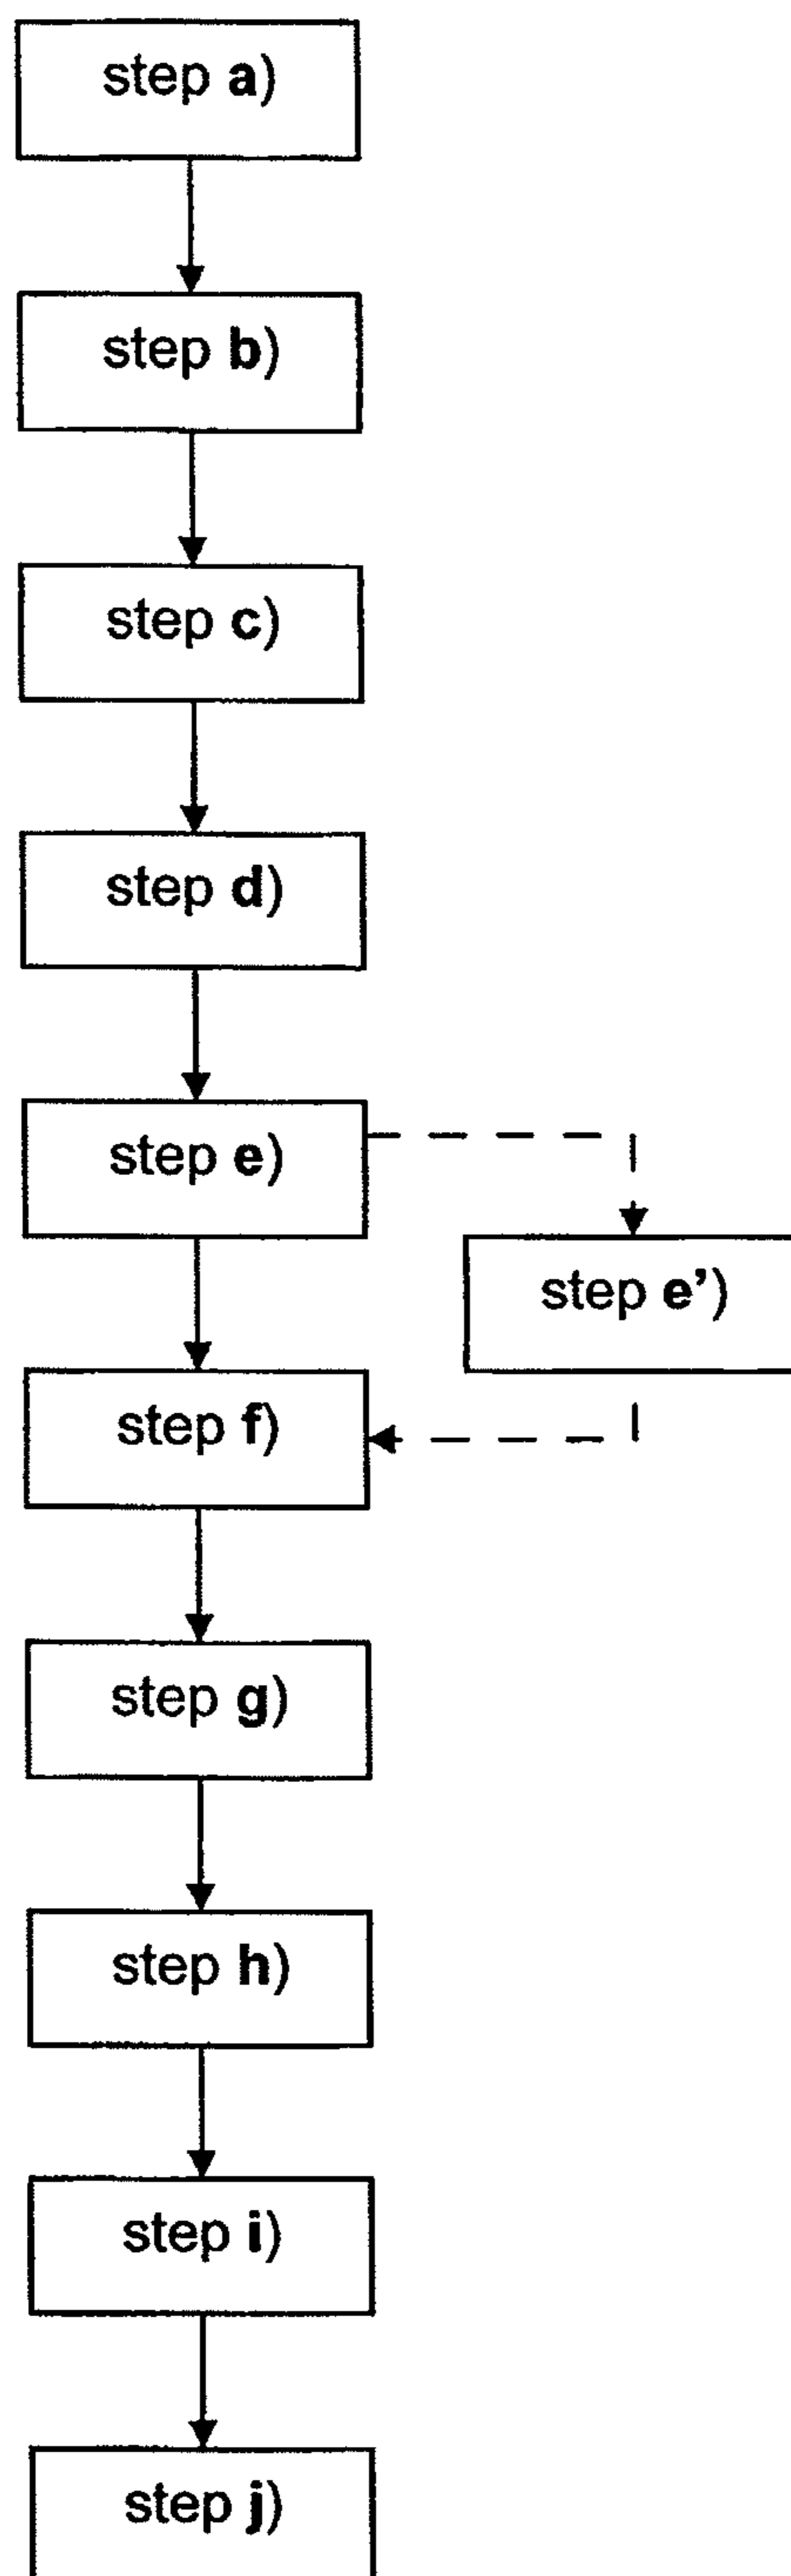 step a)
step b)
step c)
step d)
step e)
step e’)
step f)
step g)
step h)
step i)
step j)